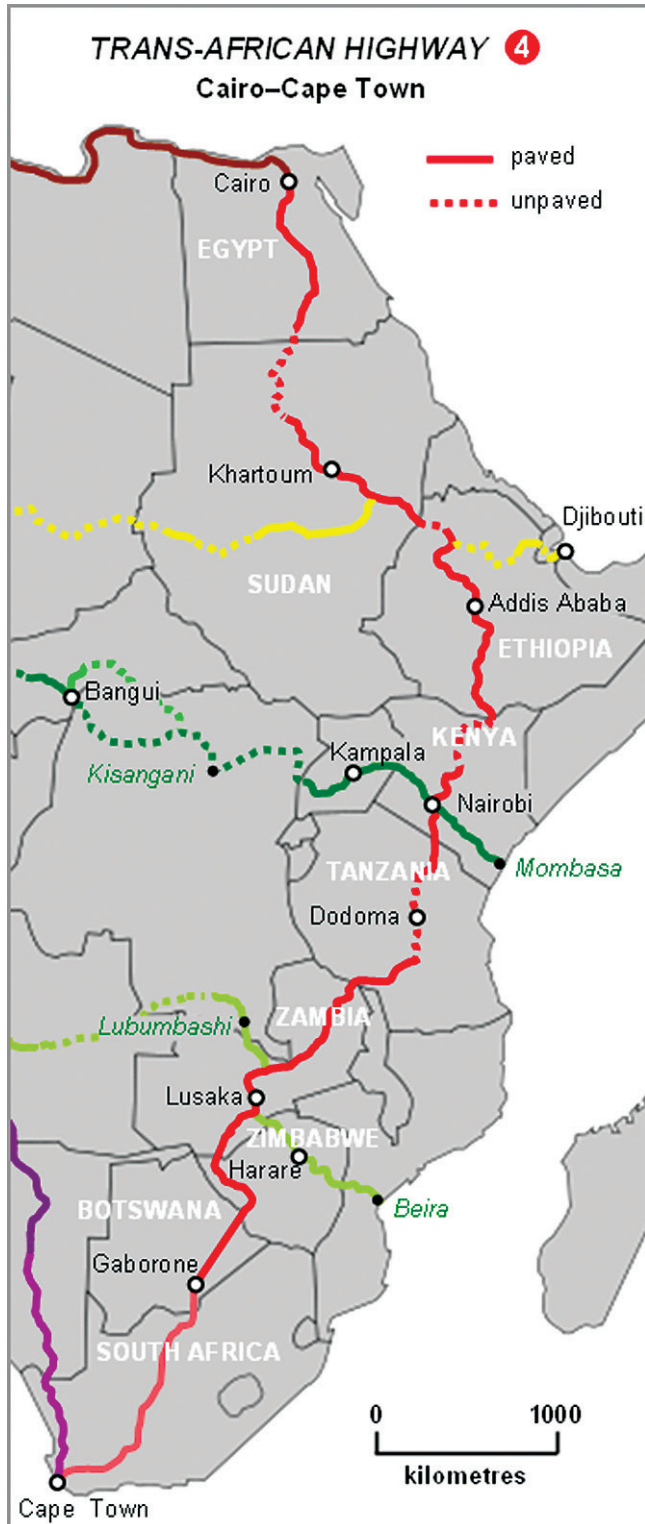 TRANS-AFRICAN HIGHWAY 4
Cairo–Cape Town
paved
Cairo
unpaved
EGYPT
Khartoum
Djibouti
SUDAN
Addis Ababa
ETHIOPIA
Bangui
KENYA
Kampala
Kisangani
Nairobi
TANZANIA
Mombasa
Dodoma
ZAMBIA
Lubumbashi
Lusaka
ZIMBABWE
Harare
BOTSWANA
Beira
Gaborone
SOUTH AFRICA
0 1000
kilometres
Cape Town